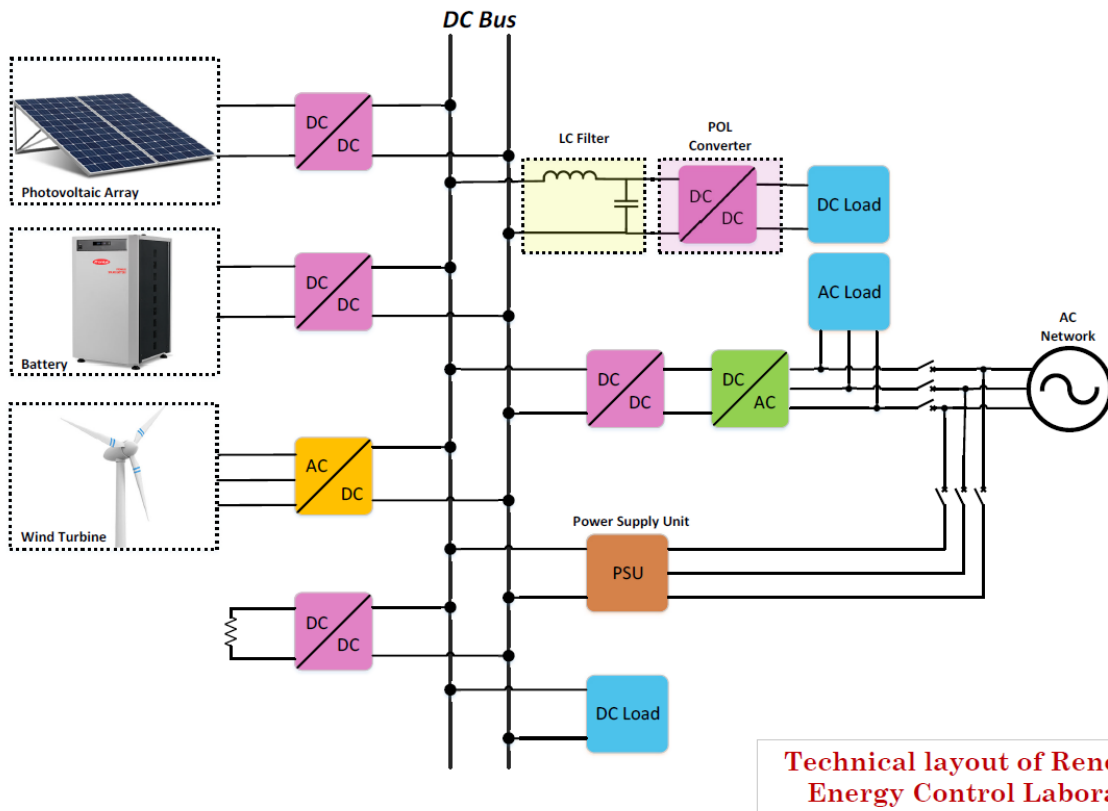 DC Bus
DC
DC
Photovoltaic Array
LC Filter
POL
Converter
DC
DC
DC Load
DC
DC
Battery
AC Load
AC
Network
DC
DC
DC
AC
AC
DC
Wind Turbine
Power Supply Unit
PSU
DC
DC
DC Load
Technical layout of Rene
Energy Control Labora